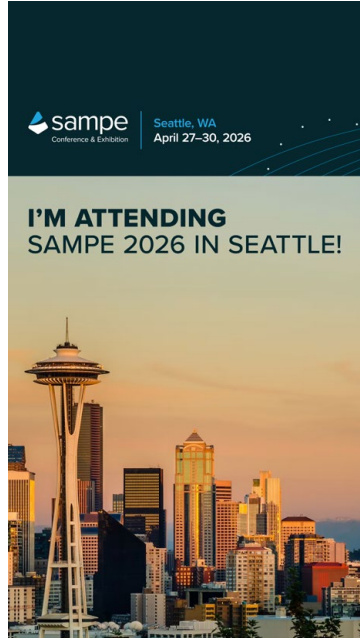 sampe
Conference & Exhibition
Seattle, WA
April 27–30, 2026
I'M ATTENDING
SAMPE 2026 IN SEATTLE!